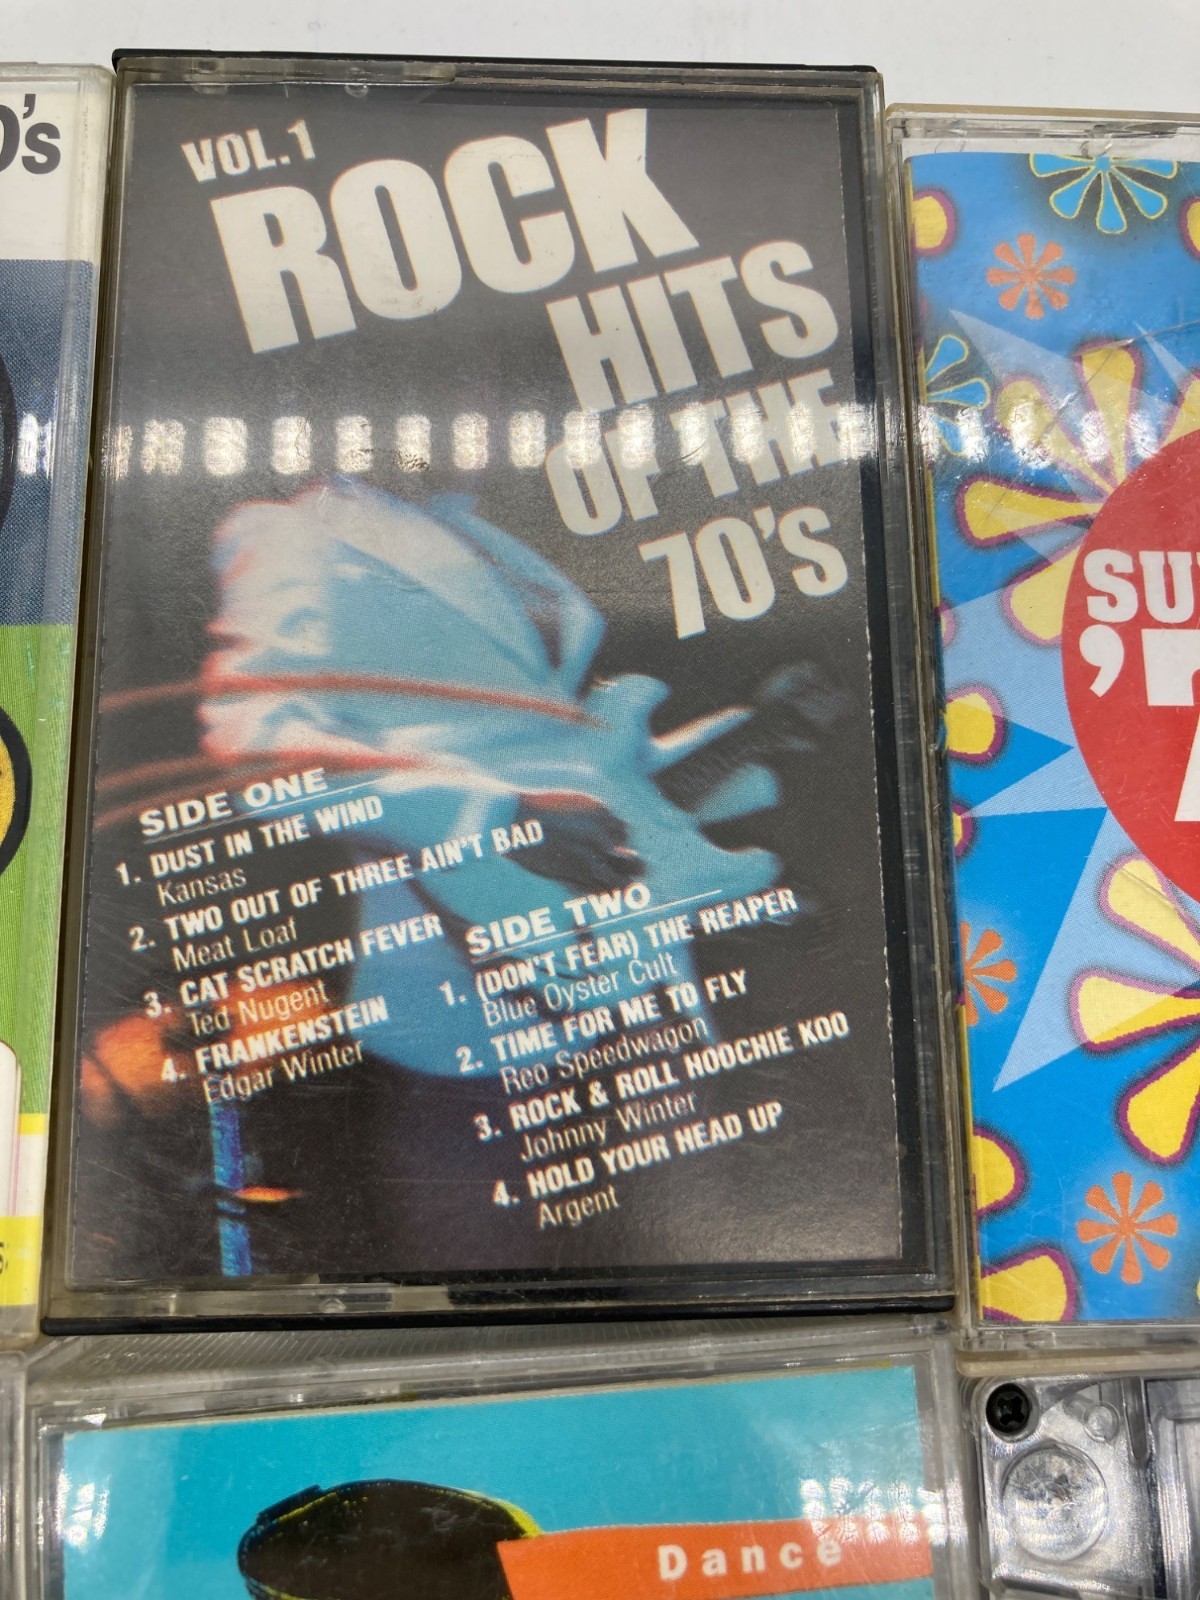 0's
VOL.1
ROCK
HITS
OF THE
70'S
SIDE ONE
1. DUST IN THE WIND
Kansas
2. TWO OUT OF THREE AIN'T BAD
Meat Loaf
3. CAT SCRATCH FEVER
Ted Nugent
4. FRANKENSTEIN
Edgar Winter
SIDE TWO
1. (DON'T FEAR) THE REAPER
Blue Oyster Cult
2. TIME FOR ME TO FLY
Reo Speedwagon
3. ROCK & ROLL HOOCHIE KOO
Johnny Winter
4. HOLD YOUR HEAD UP
Argent
Dance